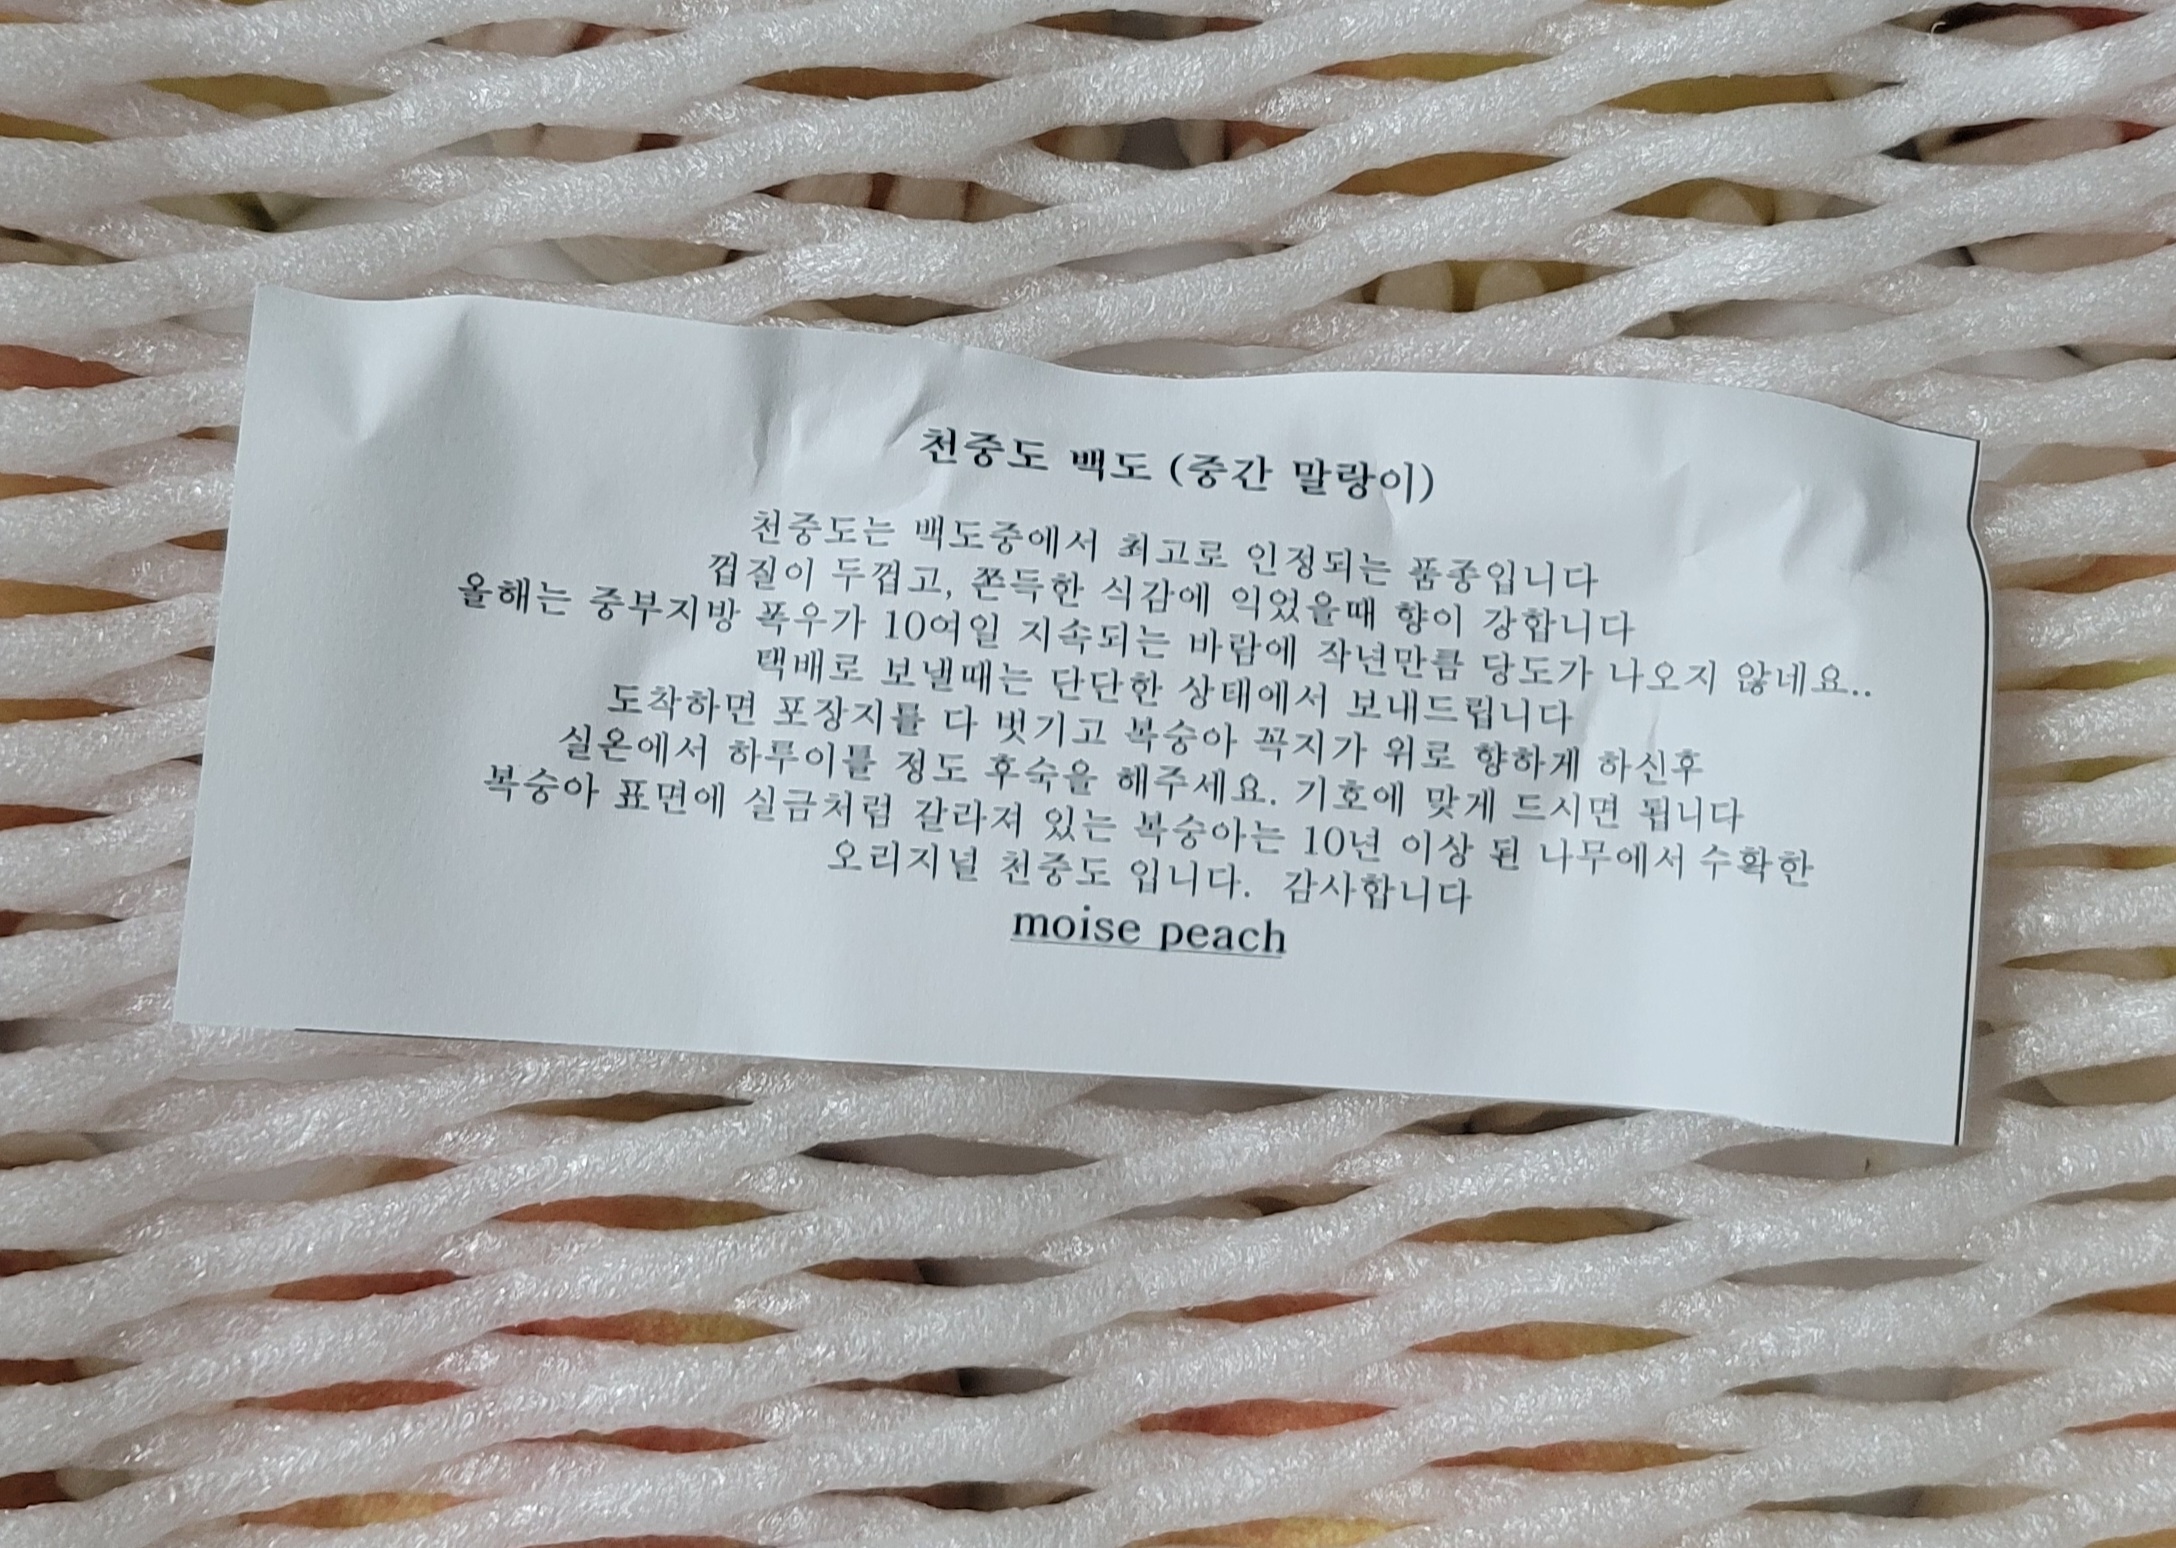 천중도 백도 (중간 말랑이)
천중도는 백도중에서 최고로 인정되는 품종입니다
껍질이 두껍고, 쫀득한 식감에 익었을때 향이 강합니다
올해는 중부지방 폭우가 10여일 지속되는 바람에 작년만큼 당도가 나오지 않네요..
택배로 보낼때는 단단한 상태에서 보내드립니다
도착하면 포장지를 다 벗기고 복숭아 꼭지가 위로 향하게 하신후
실온에서 하루이틀 정도 후숙을 해주세요. 기호에 맞게 드시면 됩니다
복숭아 표면에 실금처럼 갈라져 있는 복숭아는 10년 이상 된 나무에서 수확한
오리지널 천중도 입니다. 감사합니다
moise peach